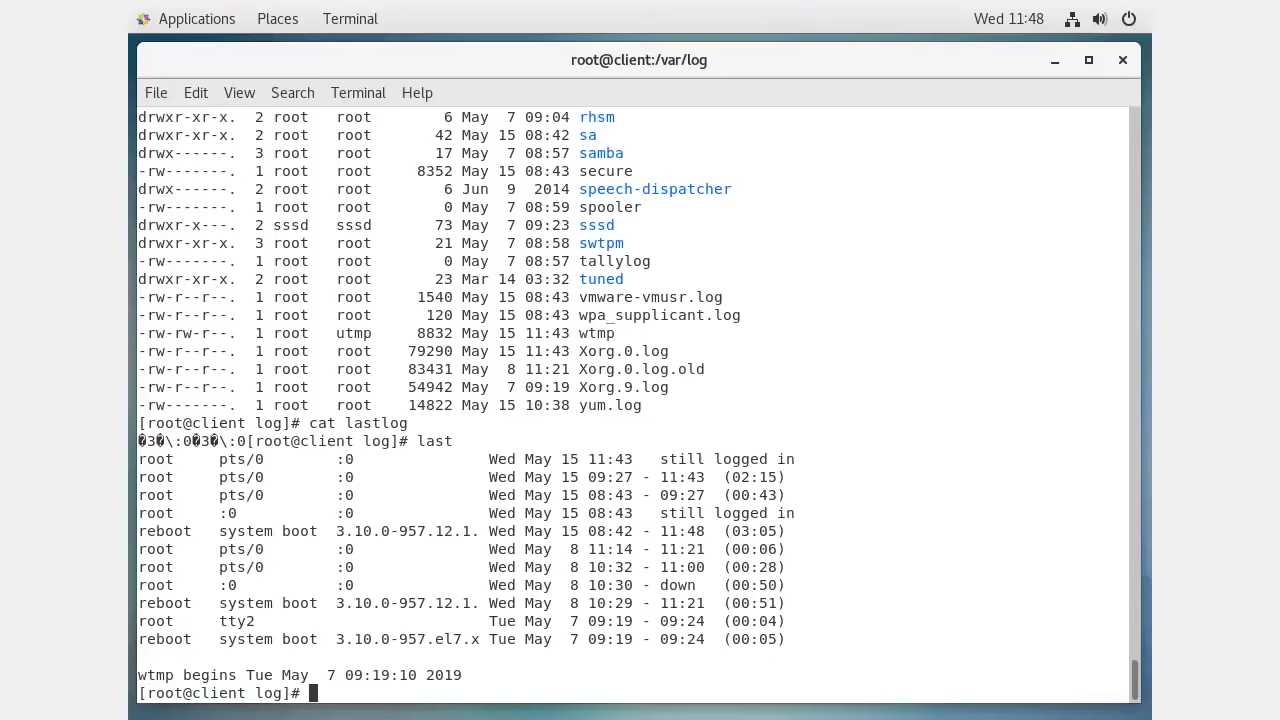 Applications Places Terminal Wed 11:48
root@client:/var/log
File Edit View Search Terminal Help
drwxr-xr-x.  2 root   root        6 May  7 09:04 rhsm
drwxr-xr-x.  2 root   root       42 May 15 08:42 sa
drwx------.  3 root   root       17 May  7 08:57 samba
-rw-------.  1 root   root     8352 May 15 08:43 secure
drwx------.  2 root   root        6 Jun  9  2014 speech-dispatcher
-rw-------.  1 root   root        0 May  7 08:59 spooler
drwxr-x---.  2 sssd   sssd       73 May  7 09:23 sssd
drwxr-xr-x.  3 root   root       21 May  7 08:58 swtpm
-rw-------.  1 root   root        0 May  7 08:57 tallylog
drwxr-xr-x.  2 root   root       23 Mar 14 03:32 tuned
-rw-r--r--.  1 root   root     1540 May 15 08:43 vmware-vmusr.log
-rw-r--r--.  1 root   root      120 May 15 08:43 wpa_supplicant.log
-rw-rw-r--.  1 root   utmp     8832 May 15 11:43 wtmp
-rw-r--r--.  1 root   root    79290 May 15 11:43 Xorg.0.log
-rw-r--r--.  1 root   root    83431 May  8 11:21 Xorg.0.log.old
-rw-r--r--.  1 root   root    54942 May  7 09:19 Xorg.9.log
-rw-------.  1 root   root    14822 May 15 10:38 yum.log
[root@client log]# cat lastlog
�3�\:0�3�\:0[root@client log]# last
root     pts/0        :0               Wed May 15 11:43   still logged in
root     pts/0        :0               Wed May 15 09:27 - 11:43  (02:15)
root     pts/0        :0               Wed May 15 08:43 - 09:27  (00:43)
root     :0           :0               Wed May 15 08:43   still logged in
reboot   system boot  3.10.0-957.12.1. Wed May 15 08:42 - 11:48  (03:05)
root     pts/0        :0               Wed May  8 11:14 - 11:21  (00:06)
root     pts/0        :0               Wed May  8 10:32 - 11:00  (00:28)
root     :0           :0               Wed May  8 10:30 - down   (00:50)
reboot   system boot  3.10.0-957.12.1. Wed May  8 10:29 - 11:21  (00:51)
root     tty2                          Tue May  7 09:19 - 09:24  (00:04)
reboot   system boot  3.10.0-957.el7.x Tue May  7 09:19 - 09:24  (00:05)
wtmp begins Tue May  7 09:19:10 2019
[root@client log]#